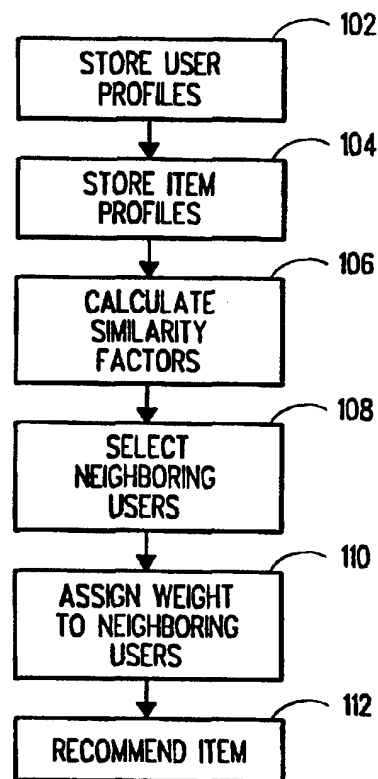 102
STORE USER
PROFILES
104
STORE ITEM
PROFILES
106
CALCULATE
SIMILARITY
FACTORS
108
SELECT
NEIGHBORING
USERS
110
ASSIGN WEIGHT
TO NEIGHBORING
USERS
112
RECOMMEND ITEM